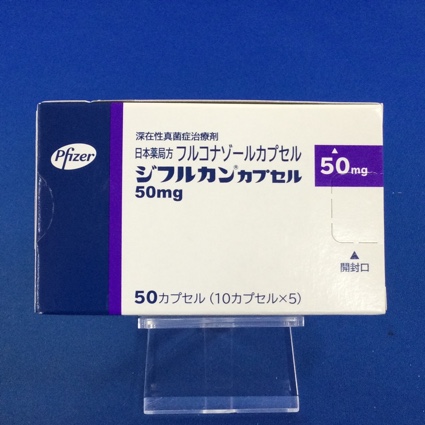 Pfizer
深在性真菌症治療剤
日本薬局方 フルコナゾールカプセル
ジフルカン®カプセル
50mg
▲
50mg
▲
開封口
50カプセル (10カプセル×5)